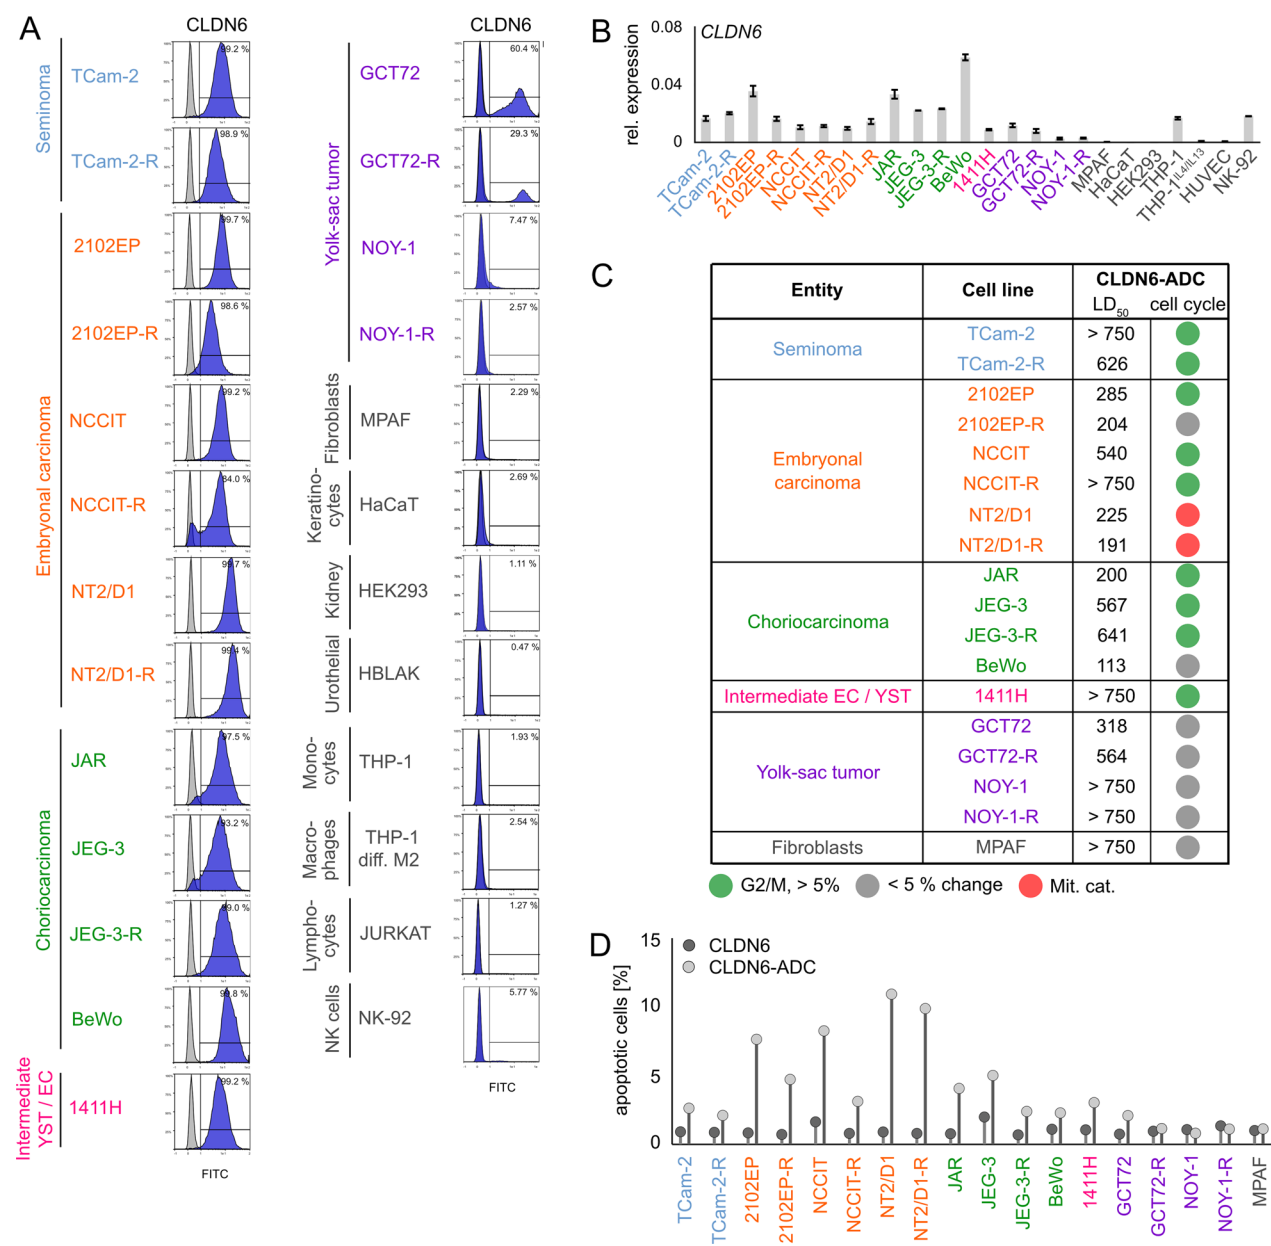 A
CLDN6
Seminoma
TCam-2
99.2 %
TCam-2-R
98.9 %
Embryonal carcinoma
2102EP
99.7 %
2102EP-R
98.6 %
NCCIT
99.2 %
NCCIT-R
84.0 %
NT2/D1
99.7 %
NT2/D1-R
99.4 %
Choriocarcinoma
JAR
97.5 %
JEG-3
93.2 %
JEG-3-R
99.0 %
BeWo
99.8 %
Intermediate
YST / EC
1411H
99.2 %
FITC
CLDN6
Yolk-sac tumor
GCT72
60.4 %
GCT72-R
29.3 %
NOY-1
7.47 %
NOY-1-R
2.57 %
Fibroblasts
MPAF
2.29 %
Keratino-
cytes
HaCaT
2.69 %
Kidney
HEK293
1.11 %
Urothelial
HBLAK
0.47 %
Mono-
cytes
THP-1
1.93 %
Macro-
phages
THP-1
diff. M2
2.54 %
Lympho-
cytes
JURKAT
1.27 %
NK cells
NK-92
5.77 %
FITC
B
CLDN6
rel. expression
0.08
0.04
0
TCam-2
TCam-2-R
2102EP
2102EP-R
NCCIT
NCCIT-R
NT2/D1
NT2/D1-R
JAR
JEG-3
JEG-3-R
BeWo
1411H
GCT72
GCT72-R
NOY-1
NOY-1-R
MPAF
HaCaT
HEK293
THP-1
THP-1 IL4/IL13
HUVEC
NK-92
C
Entity Cell line CLDN6-ADC
LD50 cell cycle
Seminoma
TCam-2 > 750
TCam-2-R 626
Embryonal
carcinoma
2102EP 285
2102EP-R 204
NCCIT 540
NCCIT-R > 750
NT2/D1 225
NT2/D1-R 191
Choriocarcinoma
JAR 200
JEG-3 567
JEG-3-R 641
BeWo 113
Intermediate EC / YST 1411H > 750
Yolk-sac tumor
GCT72 318
GCT72-R 564
NOY-1 > 750
NOY-1-R > 750
Fibroblasts MPAF > 750
G2/M, > 5% < 5 % change Mit. cat.
D
CLDN6
CLDN6-ADC
apoptotic cells [%]
15
10
5
0
TCam-2
TCam-2-R
2102EP
2102EP-R
NCCIT
NCCIT-R
NT2/D1
NT2/D1-R
JAR
JEG-3
JEG-3-R
BeWo
1411H
GCT72
GCT72-R
NOY-1
NOY-1-R
MPAF